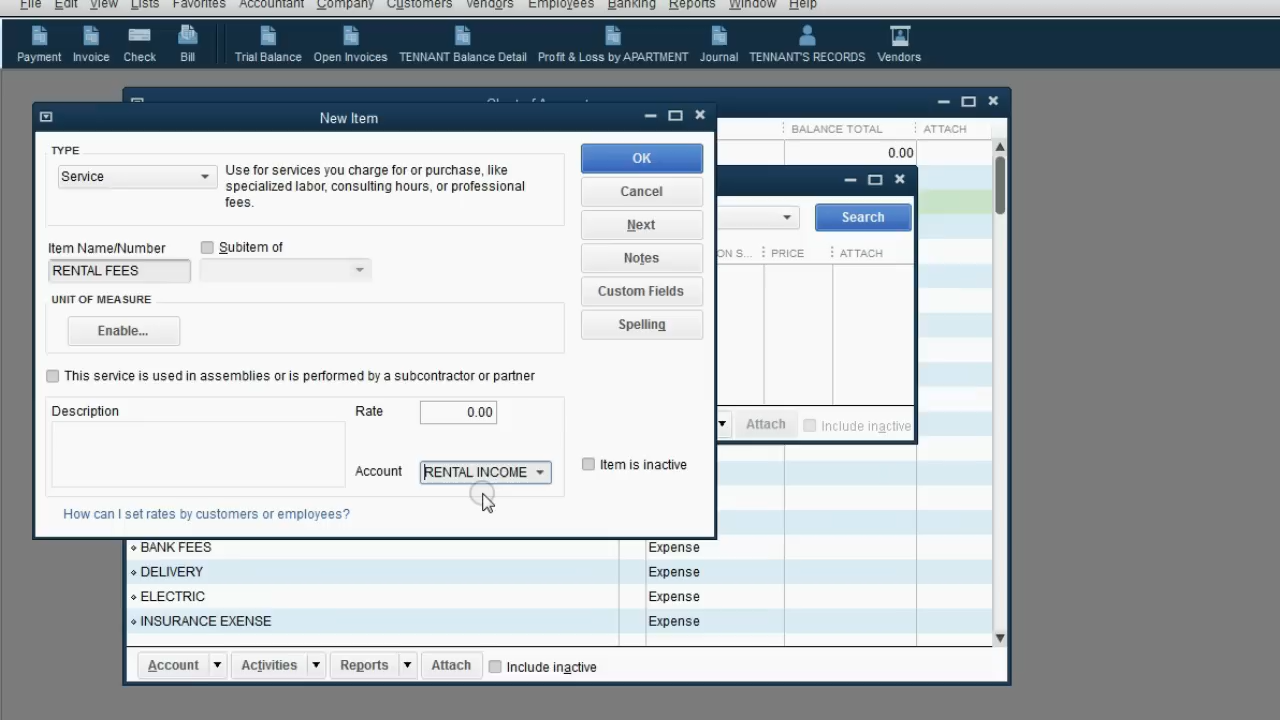 File Edit View Lists Favorites Accountant Company Customers Vendors Employees Banking Reports Window Help
Payment Invoice Check Bill Trial Balance Open Invoices TENNANT Balance Detail Profit & Loss by APARTMENT Journal TENNANT'S RECORDS Vendors
New Item
BALANCE TOTAL ATTACH
0.00
TYPE
Service
Use for services you charge for or purchase, like
specialized labor, consulting hours, or professional
fees.
OK
Cancel
Next
Notes
Custom Fields
Spelling
Search
PRICE ATTACH
Item Name/Number
Subitem of
RENTAL FEES
UNIT OF MEASURE
Enable...
This service is used in assemblies or is performed by a subcontractor or partner
Description
Rate
0.00
Account
RENTAL INCOME
Item is inactive
How can I set rates by customers or employees?
Attach
Include inactive
BANK FEES Expense
DELIVERY Expense
ELECTRIC Expense
INSURANCE EXENSE Expense
Account Activities Reports Attach Include inactive